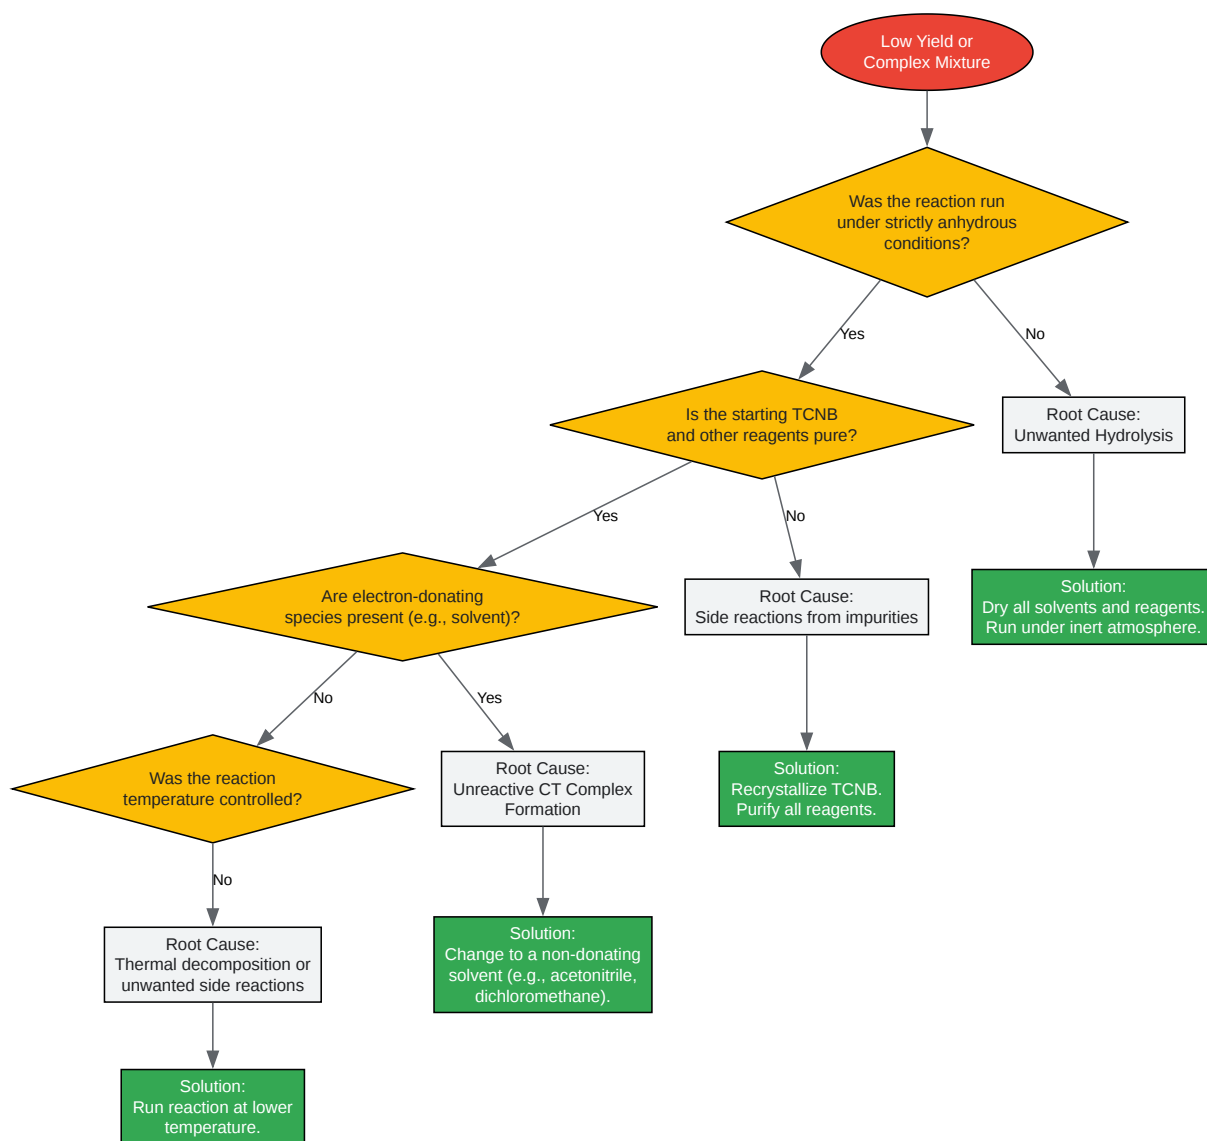 Low Yield or
Complex Mixture
Was the reaction run
under strictly anhydrous
conditions?
Yes
No
Is the starting TCNB
and other reagents pure?
Root Cause:
Unwanted Hydrolysis
Yes
No
Are electron-donating
species present (e.g., solvent)?
Root Cause:
Side reactions from impurities
Solution:
Dry all solvents and reagents.
Run under inert atmosphere.
No
Yes
Was the reaction
temperature controlled?
Root Cause:
Unreactive CT Complex
Formation
Solution:
Recrystallize TCNB.
Purify all reagents.
No
Root Cause:
Thermal decomposition or
unwanted side reactions
Solution:
Change to a non-donating
solvent (e.g., acetonitrile,
dichloromethane).
Solution:
Run reaction at lower
temperature.